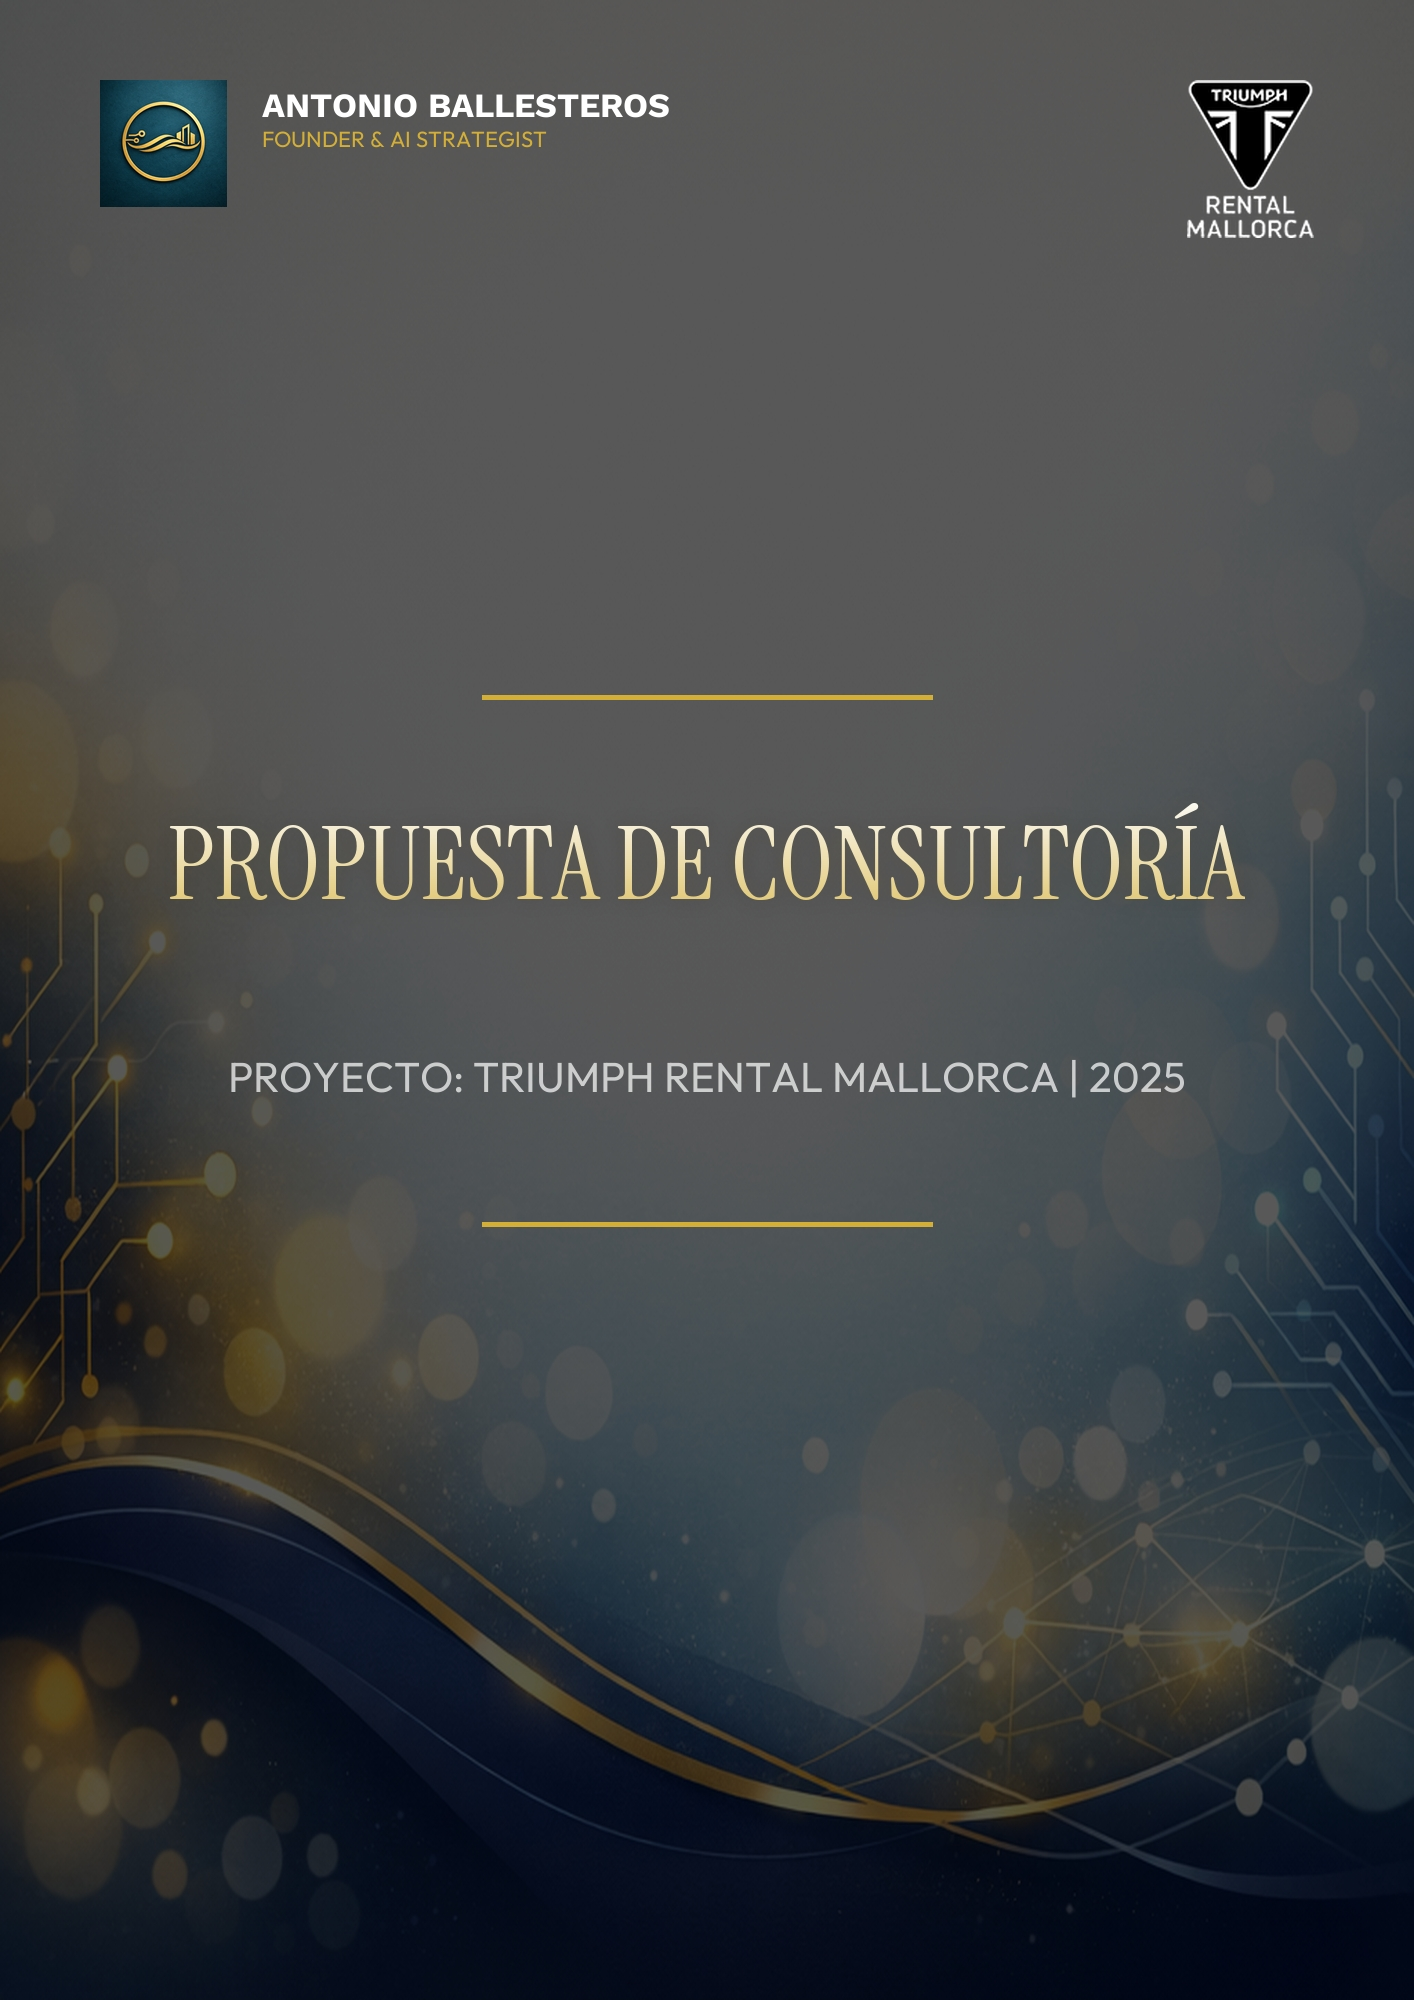 ANTONIO BALLESTEROS
FOUNDER & AI STRATEGIST
TRIUMPH
RENTAL
MALLORCA
PROPUESTA DE CONSULTORÍA
PROYECTO: TRIUMPH RENTAL MALLORCA | 2025